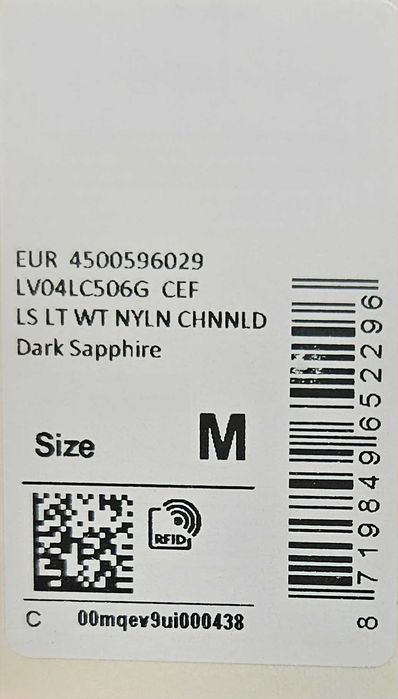 EUR 4500596029
LV04LC506G CEF
LS LT WT NYLN CHNNLD
Dark Sapphire
Size M
RFID
C 00mqev9ui000438
8719849652296